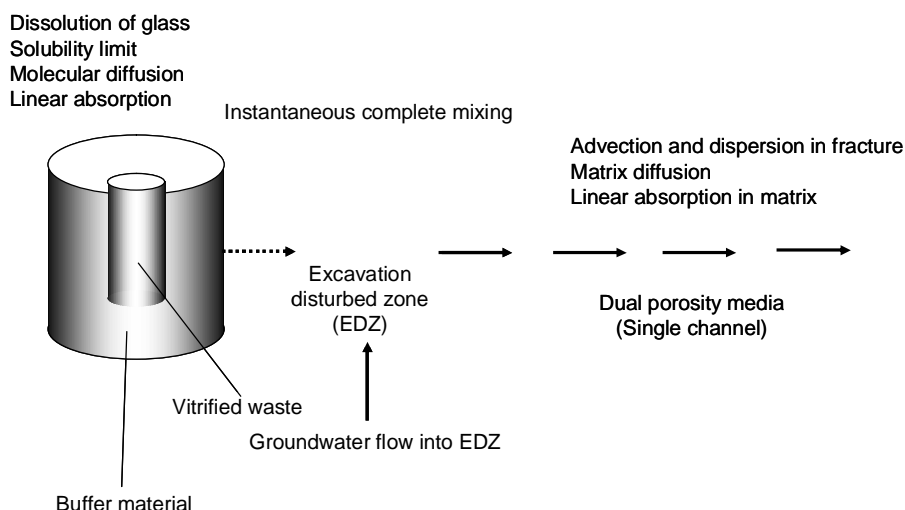 Dissolution of glass
Solubility limit
Molecular diffusion
Linear absorption
Instantaneous complete mixing
Advection and dispersion in fracture
Matrix diffusion
Linear absorption in matrix
Excavation
disturbed zone
(EDZ)
Dual porosity media
(Single channel)
Vitrified waste
Groundwater flow into EDZ
Buffer material